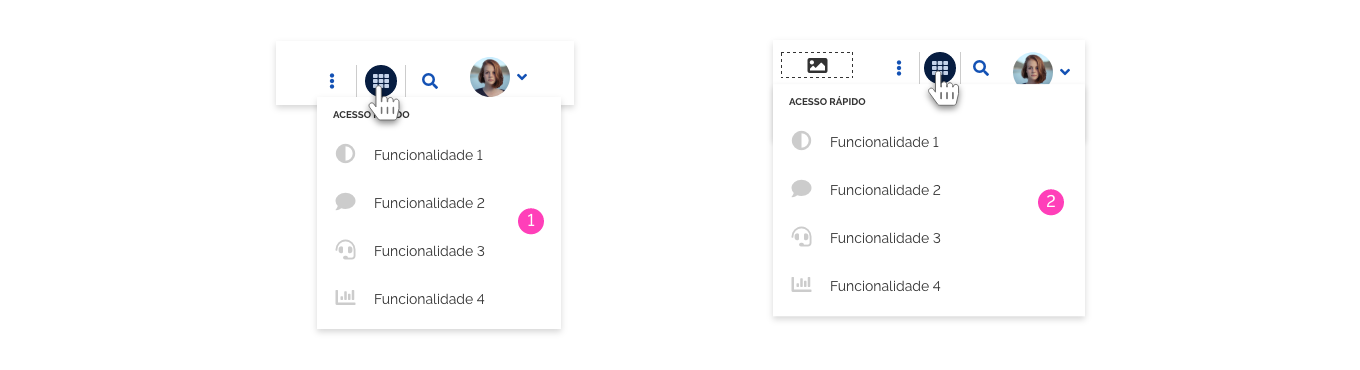 ACESSO
Funcionalidade 1
Funcionalidade 2
1
Funcionalidade 3
Funcionalidade 4
ACESSO RÁPIDO
Funcionalidade 1
Funcionalidade 2
2
Funcionalidade 3
Funcionalidade 4